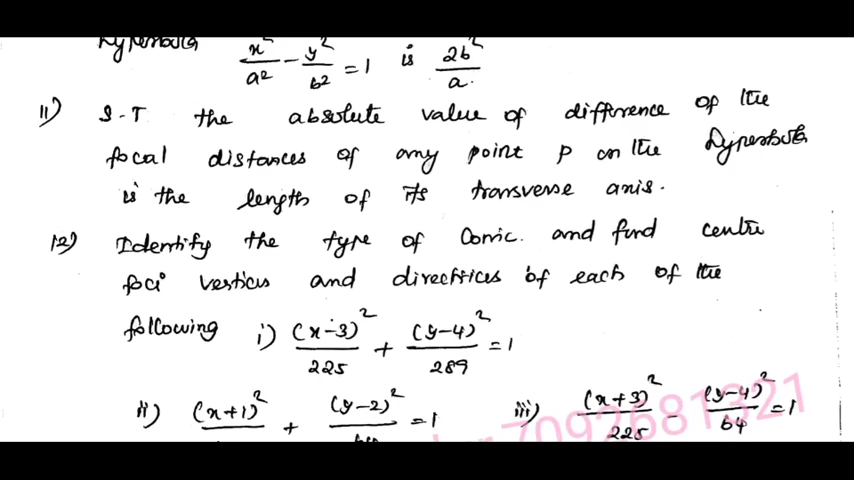 Hyperbola x²/a² - y²/b² = 1 is 2b²/a.
11) S.T the absolute value of difference of the
focal distances of any point P on the Hyperbola
is the length of its transverse axis.
12) Identify the type of Conic. and find centre
foci vertices and directrices of each of the
following i) (x-3)²/225 + (y-4)²/289 = 1
ii) (x+1)²/ + (y-2)²/ = 1 iii) (x+3)²/225 - (y-4)²/64 = 1
7092681321